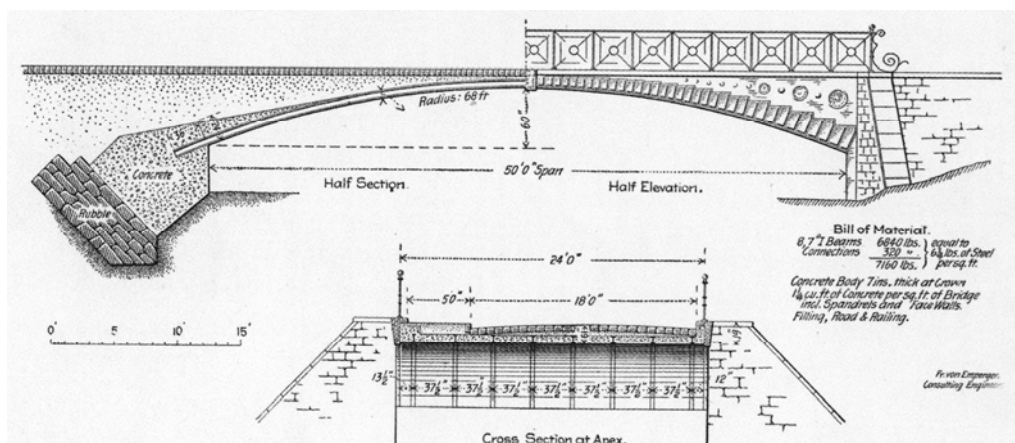 Radius: 68 ft
6'0"
50'0" Span
Half Section.
Half Elevation.
Concrete
Rubble
Bill of Material.
8, 7" I Beams 6840 lbs. } equal to
Connections 320 " } 6¼ lbs. of Steel
7160 lbs. } per sq. ft.
Concrete Body 7 ins. thick at Crown
cu. ft. of Concrete per sq. ft. of Bridge
incl. Spandrels and Face Walls.
Filling, Road & Railing.
24'0"
5'0"
18'0"
0' 5' 10' 15'
13½" 37½" 37½" 37½" 37½" 37½" 37½" 37½" 12"
Fr. von Emperger.
Consulting Engineer
Cross Section at Apex.